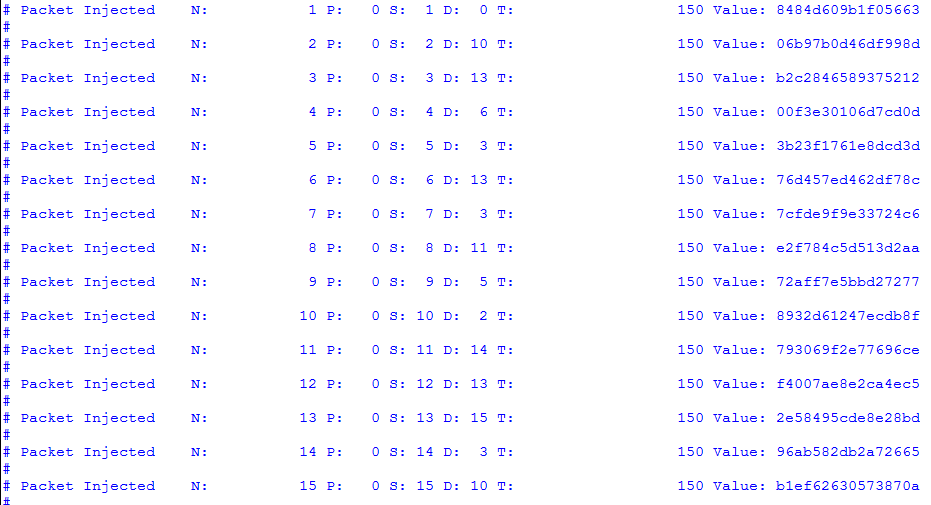 # Packet Injected    N:          1 P:   0 S:  1 D:  0 T:                  150 Value: 8484d609b1f05663
#
# Packet Injected    N:          2 P:   0 S:  2 D: 10 T:                  150 Value: 06b97b0d46df998d
#
# Packet Injected    N:          3 P:   0 S:  3 D: 13 T:                  150 Value: b2c2846589375212
#
# Packet Injected    N:          4 P:   0 S:  4 D:  6 T:                  150 Value: 00f3e30106d7cd0d
#
# Packet Injected    N:          5 P:   0 S:  5 D:  3 T:                  150 Value: 3b23f1761e8dcd3d
#
# Packet Injected    N:          6 P:   0 S:  6 D: 13 T:                  150 Value: 76d457ed462df78c
#
# Packet Injected    N:          7 P:   0 S:  7 D:  3 T:                  150 Value: 7cfde9f9e33724c6
#
# Packet Injected    N:          8 P:   0 S:  8 D: 11 T:                  150 Value: e2f784c5d513d2aa
#
# Packet Injected    N:          9 P:   0 S:  9 D:  5 T:                  150 Value: 72aff7e5bbd27277
#
# Packet Injected    N:         10 P:   0 S: 10 D:  2 T:                  150 Value: 8932d61247ecdb8f
#
# Packet Injected    N:         11 P:   0 S: 11 D: 14 T:                  150 Value: 793069f2e77696ce
#
# Packet Injected    N:         12 P:   0 S: 12 D: 13 T:                  150 Value: f4007ae8e2ca4ec5
#
# Packet Injected    N:         13 P:   0 S: 13 D: 15 T:                  150 Value: 2e58495cde8e28bd
#
# Packet Injected    N:         14 P:   0 S: 14 D:  3 T:                  150 Value: 96ab582db2a72665
#
# Packet Injected    N:         15 P:   0 S: 15 D: 10 T:                  150 Value: b1ef62630573870a
#